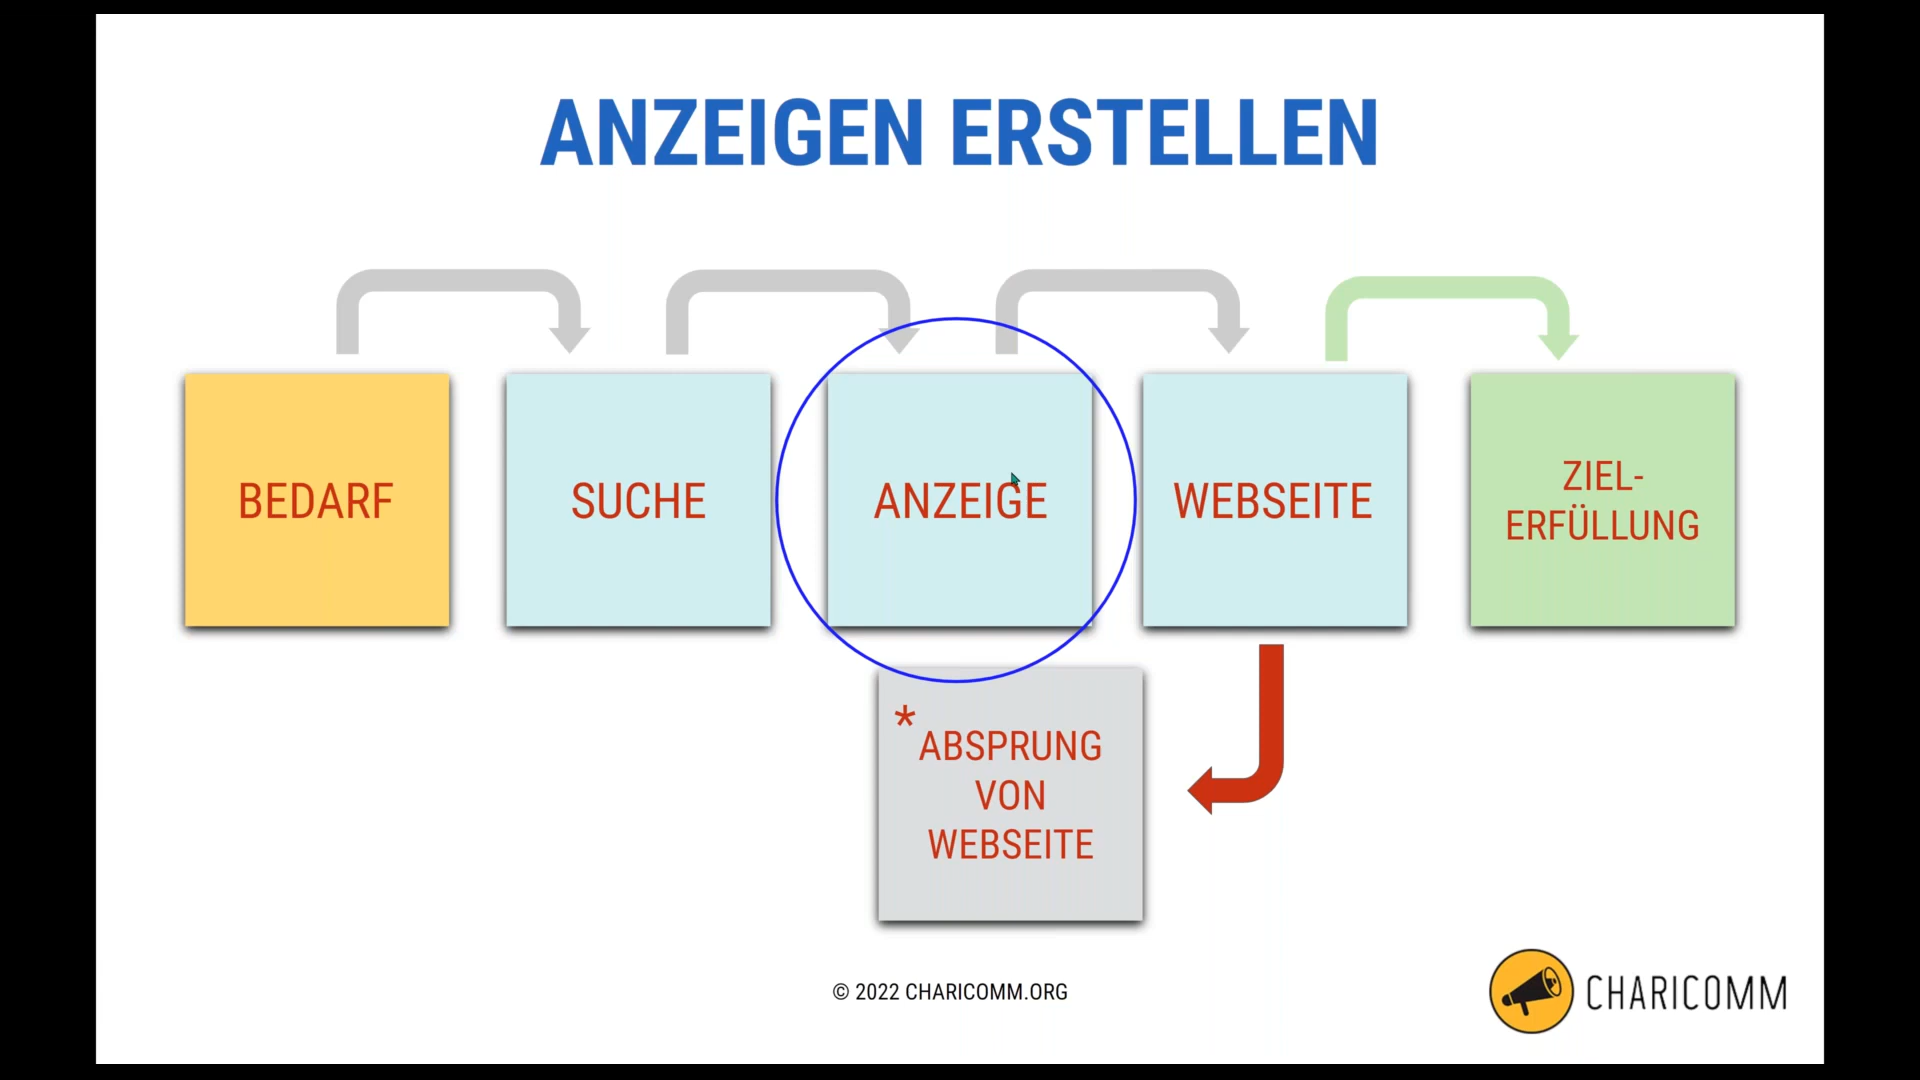 ANZEIGEN ERSTELLEN
BEDARF
SUCHE
ANZEIGE
WEBSEITE
ZIEL-
ERFÜLLUNG
*
ABSPRUNG
VON
WEBSEITE
© 2022 CHARICOMM.ORG
CHARICOMM